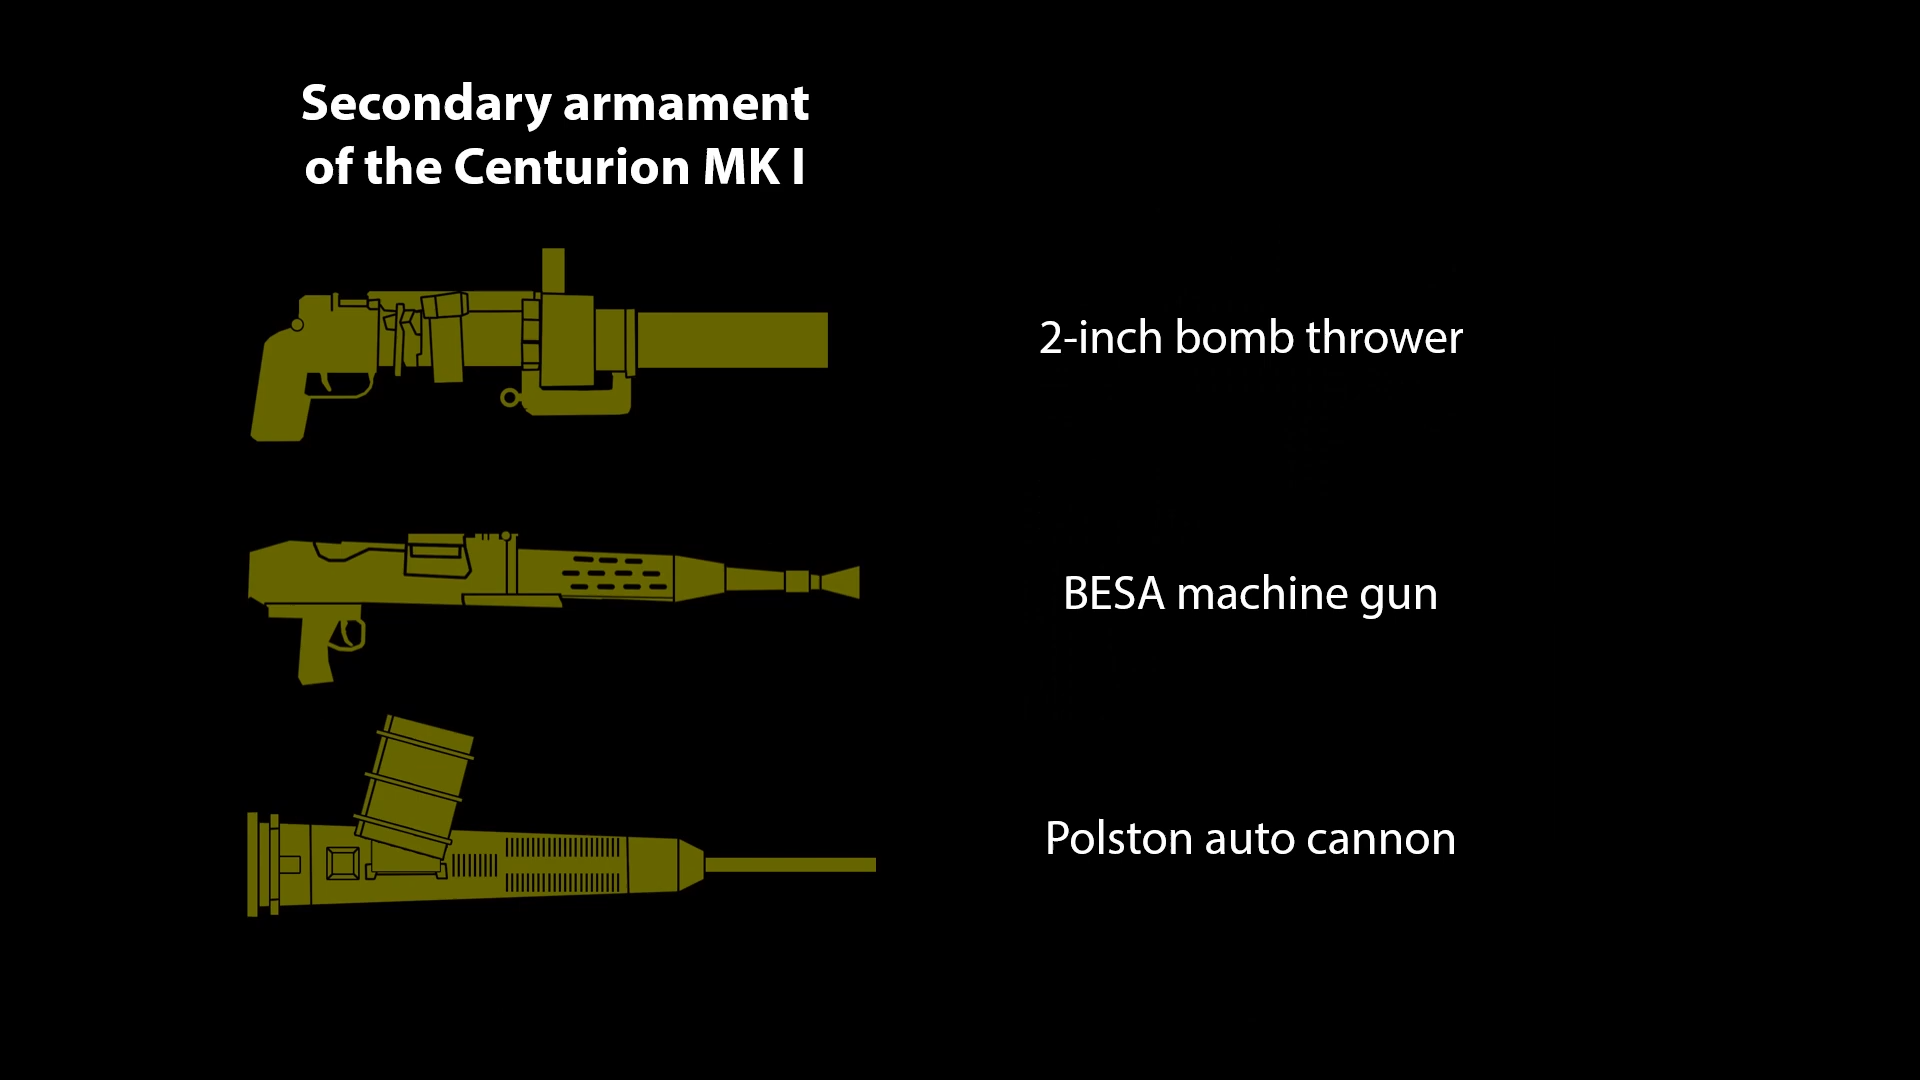 Secondary armament
of the Centurion MK I
2-inch bomb thrower
BESA machine gun
Polston auto cannon